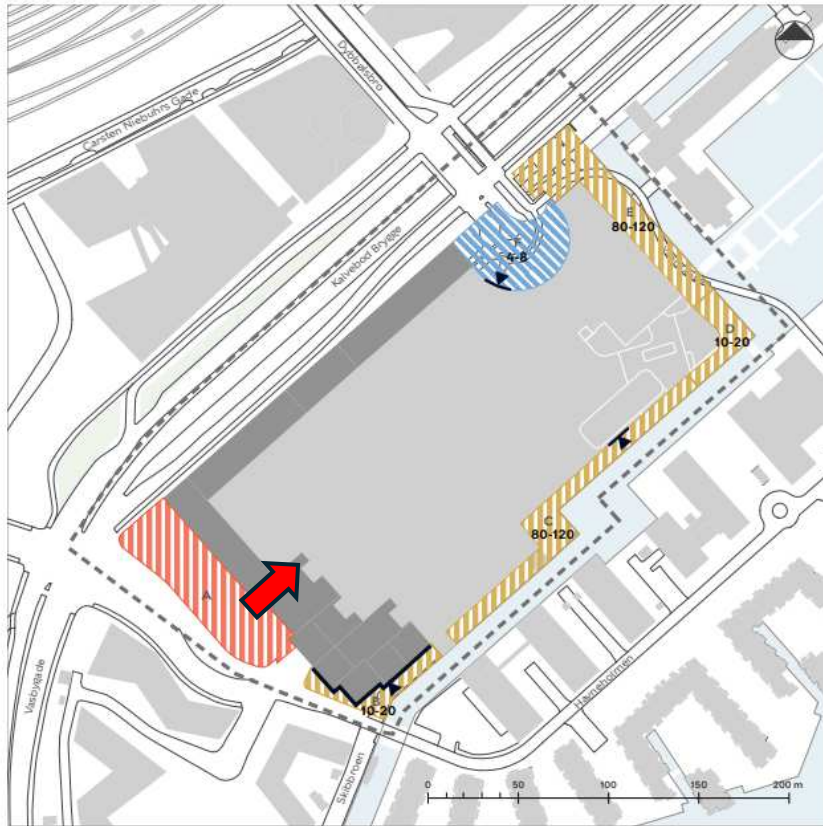 Dybbølsbro
Carsten Niebuhrs Gade
Kalvebod Brygge
F
4-8
E
80-120
D
10-20
C
80-120
A
B
10-20
Vasbygade
Skibbroen
Havneholmen
0 50 100 150 200 m